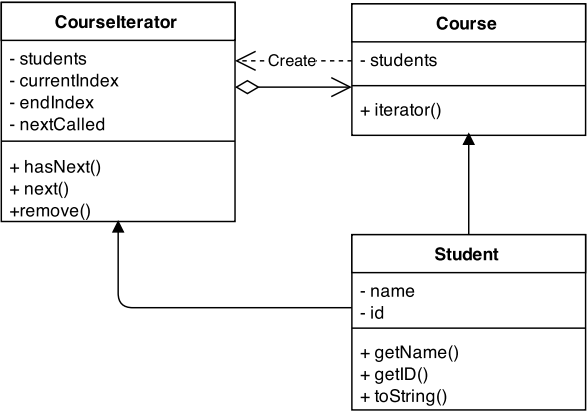 CourseIterator
- students
- currentIndex
- endIndex
- nextCalled
+ hasNext()
+ next()
+remove()
Create
Course
- students
+ iterator()
Student
- name
- id
+ getName()
+ getID()
+ toString()